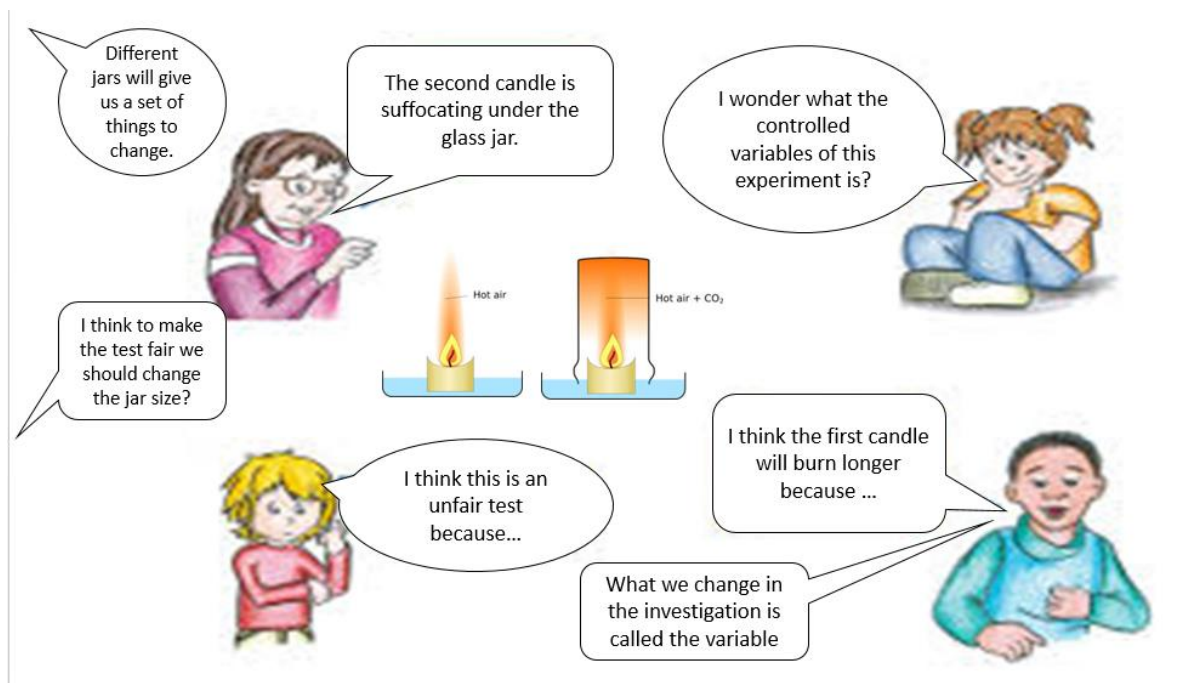 Different
jars will give
us a set of
things to
change.
The second candle is
suffocating under the
glass jar.
I wonder what the
controlled
variables of this
experiment is?
Hot air
Hot air + CO₂
I think to make
the test fair we
should change
the jar size?
I think this is an
unfair test
because...
I think the first candle
will burn longer
because ...
What we change in
the investigation is
called the variable